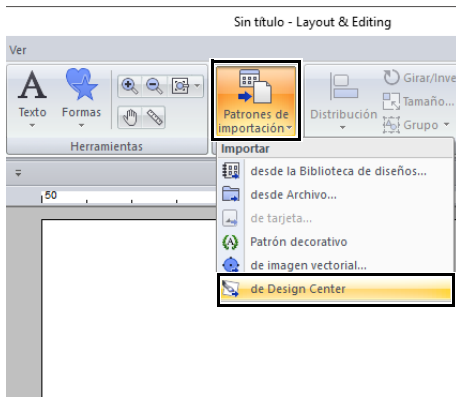 Sin título - Layout & Editing
Ver
Texto
Formas
Herramientas
Patrones de
importación
Distribución
Girar/Inve
Tamaño...
Grupo
Importar
desde la Biblioteca de diseños...
desde Archivo...
de tarjeta...
Patrón decorativo
de imagen vectorial...
de Design Center
50